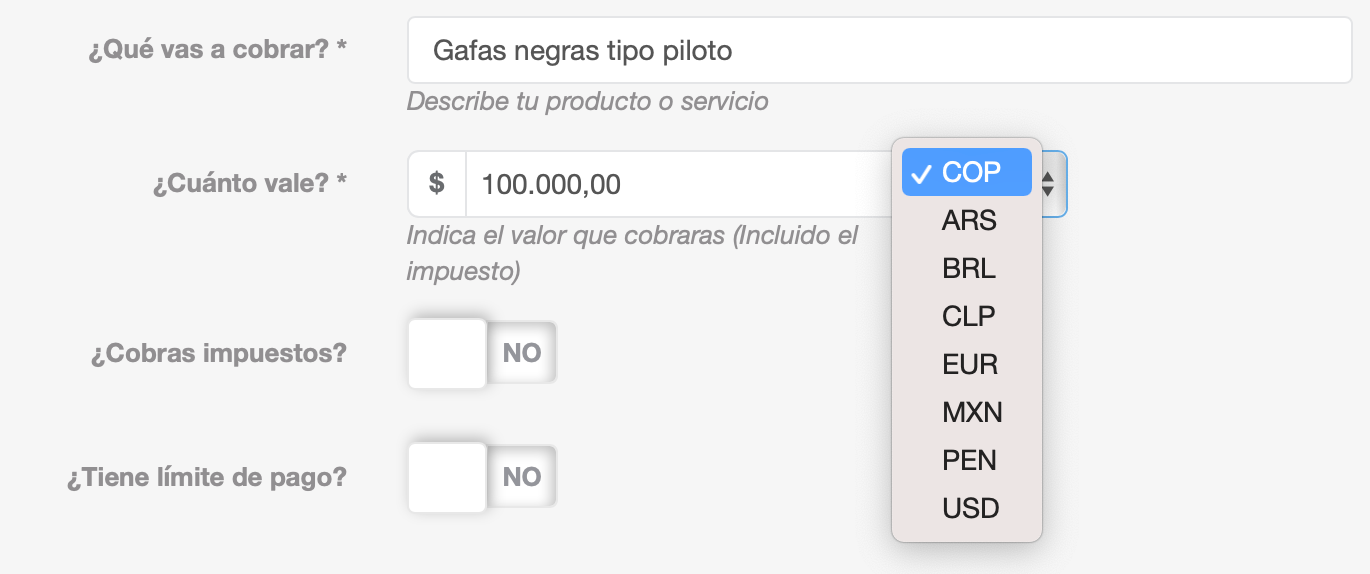 ¿Qué vas a cobrar? * Gafas negras tipo piloto
Describe tu producto o servicio
¿Cuánto vale? * $ 100.000,00
Indica el valor que cobraras (Incluido el
impuesto)
✓ COP
ARS
BRL
CLP
EUR
MXN
PEN
USD
¿Cobras impuestos? NO
¿Tiene límite de pago? NO